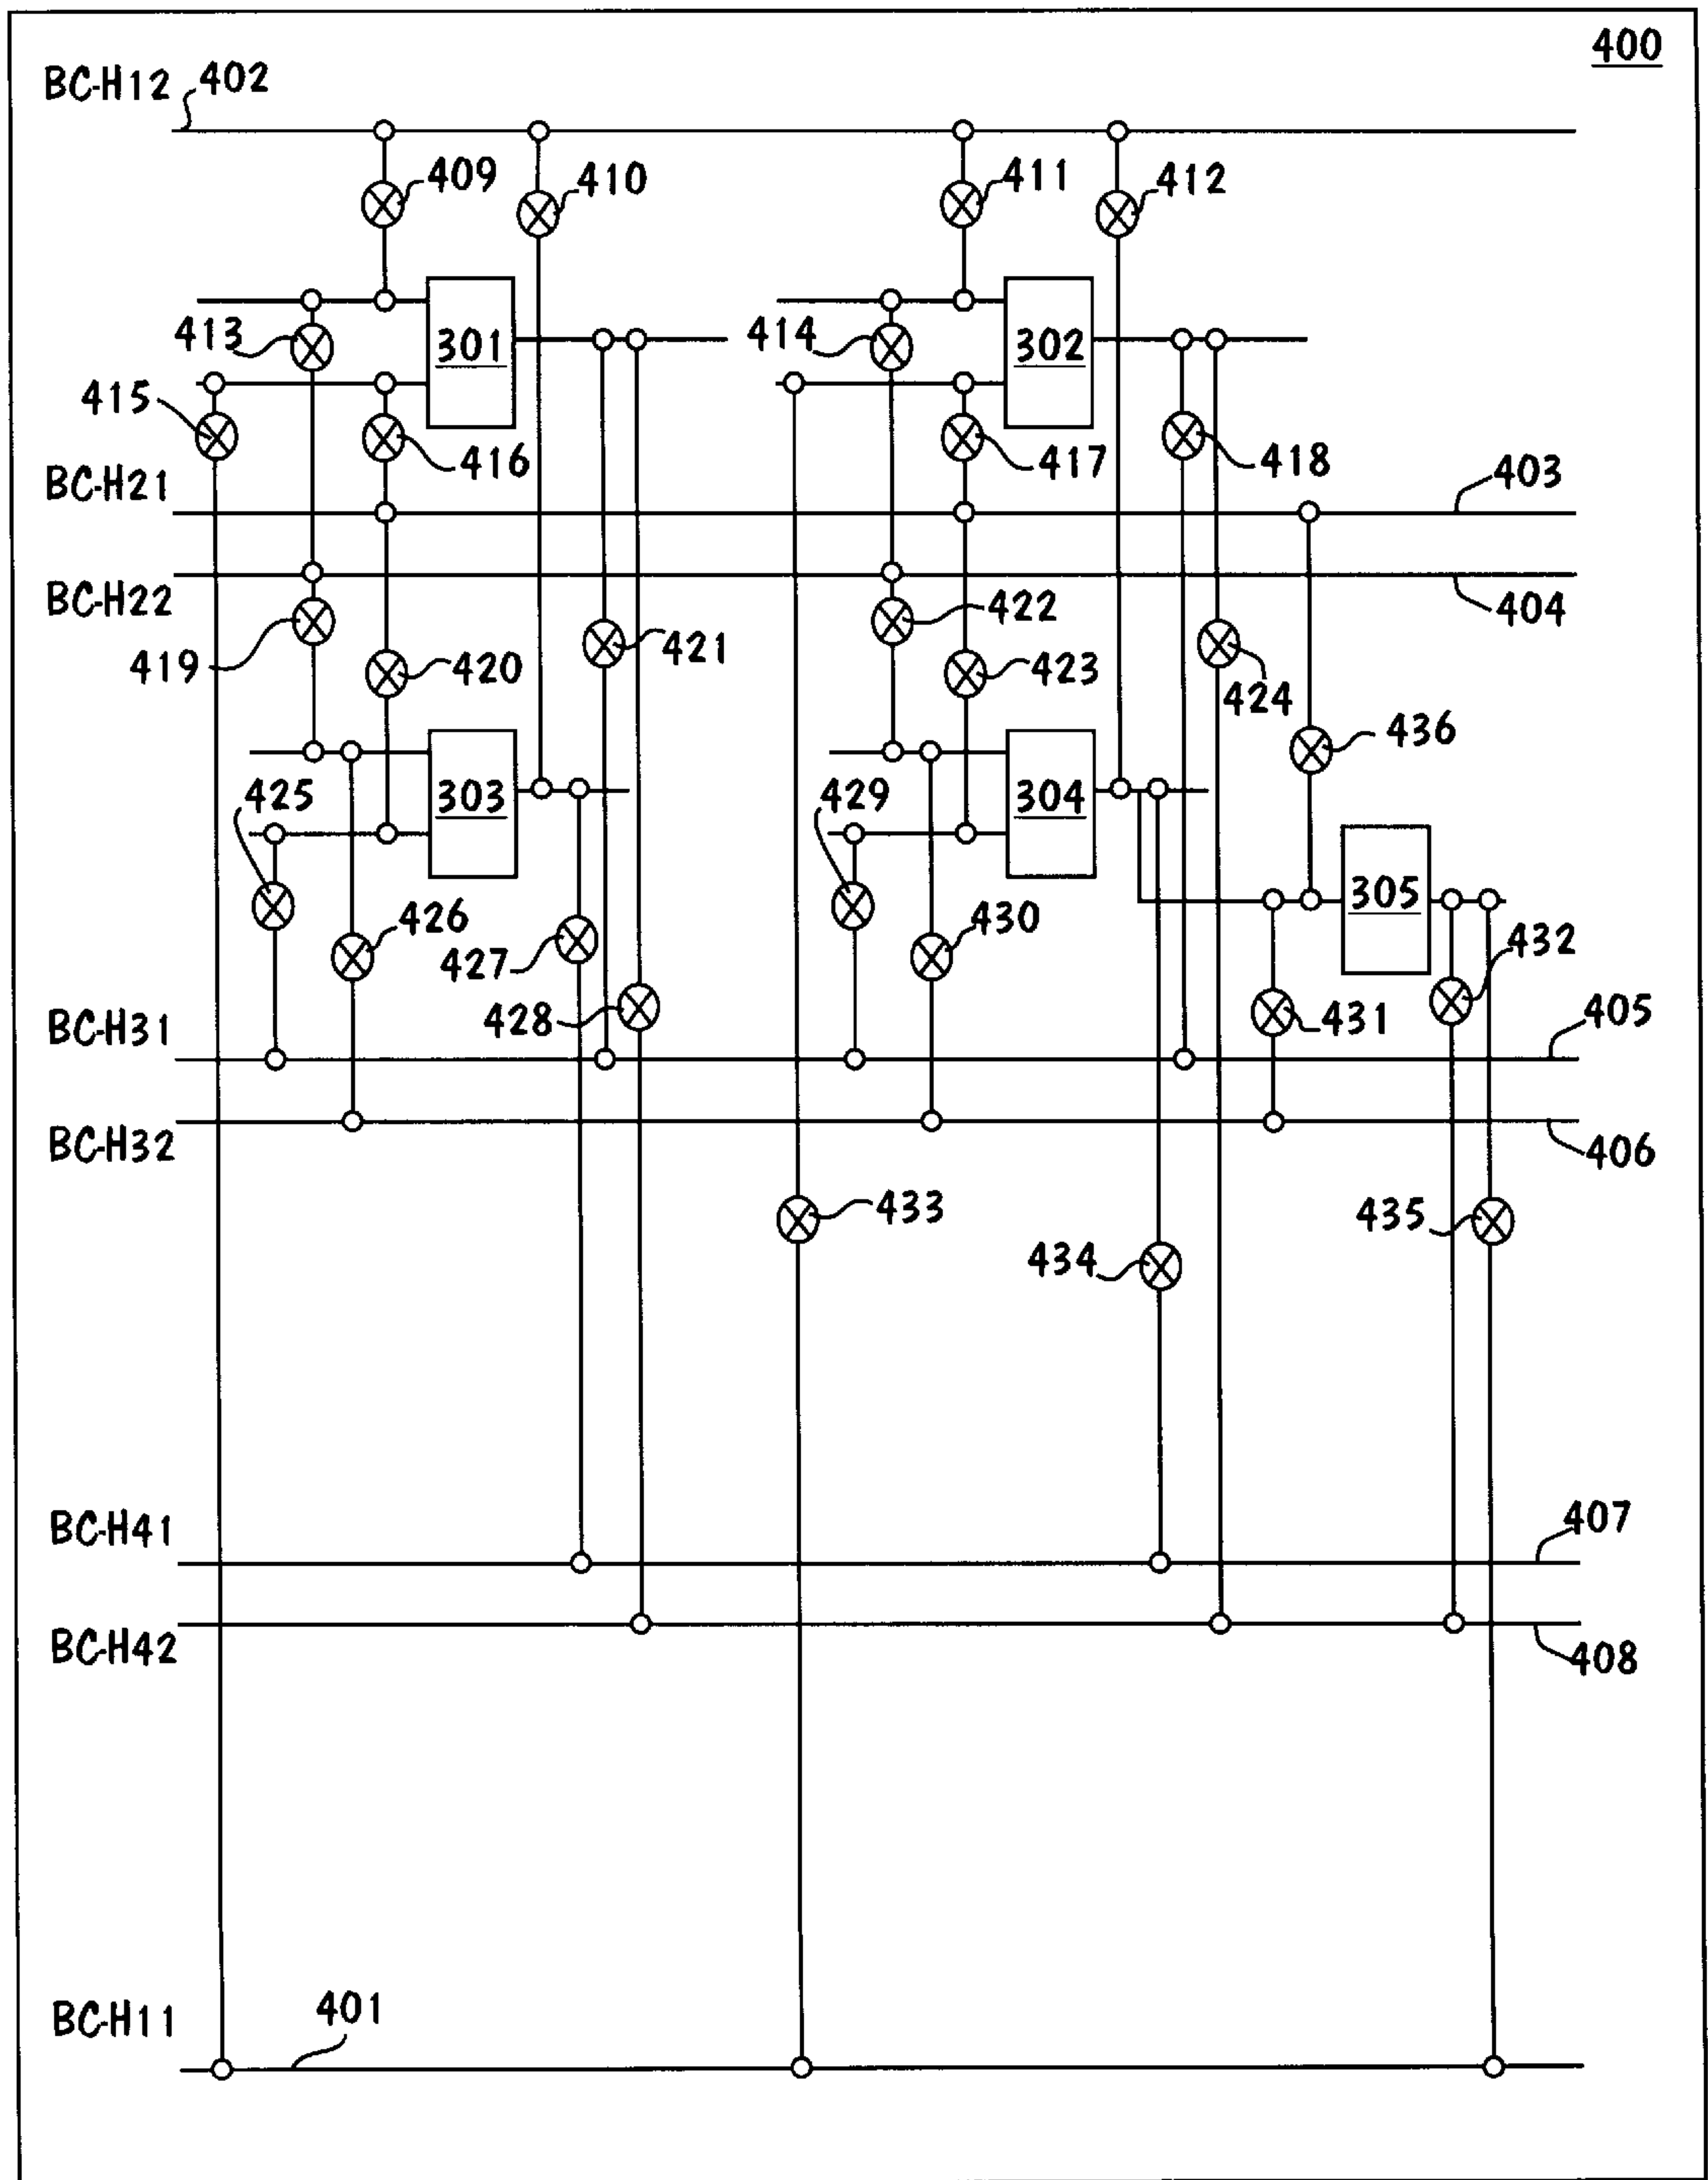 400
BC-H12 402
409 410 411 412
413 301 414 302
415 416 417 418
BC-H21 403
BC-H22 404
419 420 421 422 423 424
436
425 303 429 304
305
426 427 430 432
428 431
BC-H31 405
BC-H32 406
433 435
434
BC-H41 407
BC-H42 408
BC-H11 401